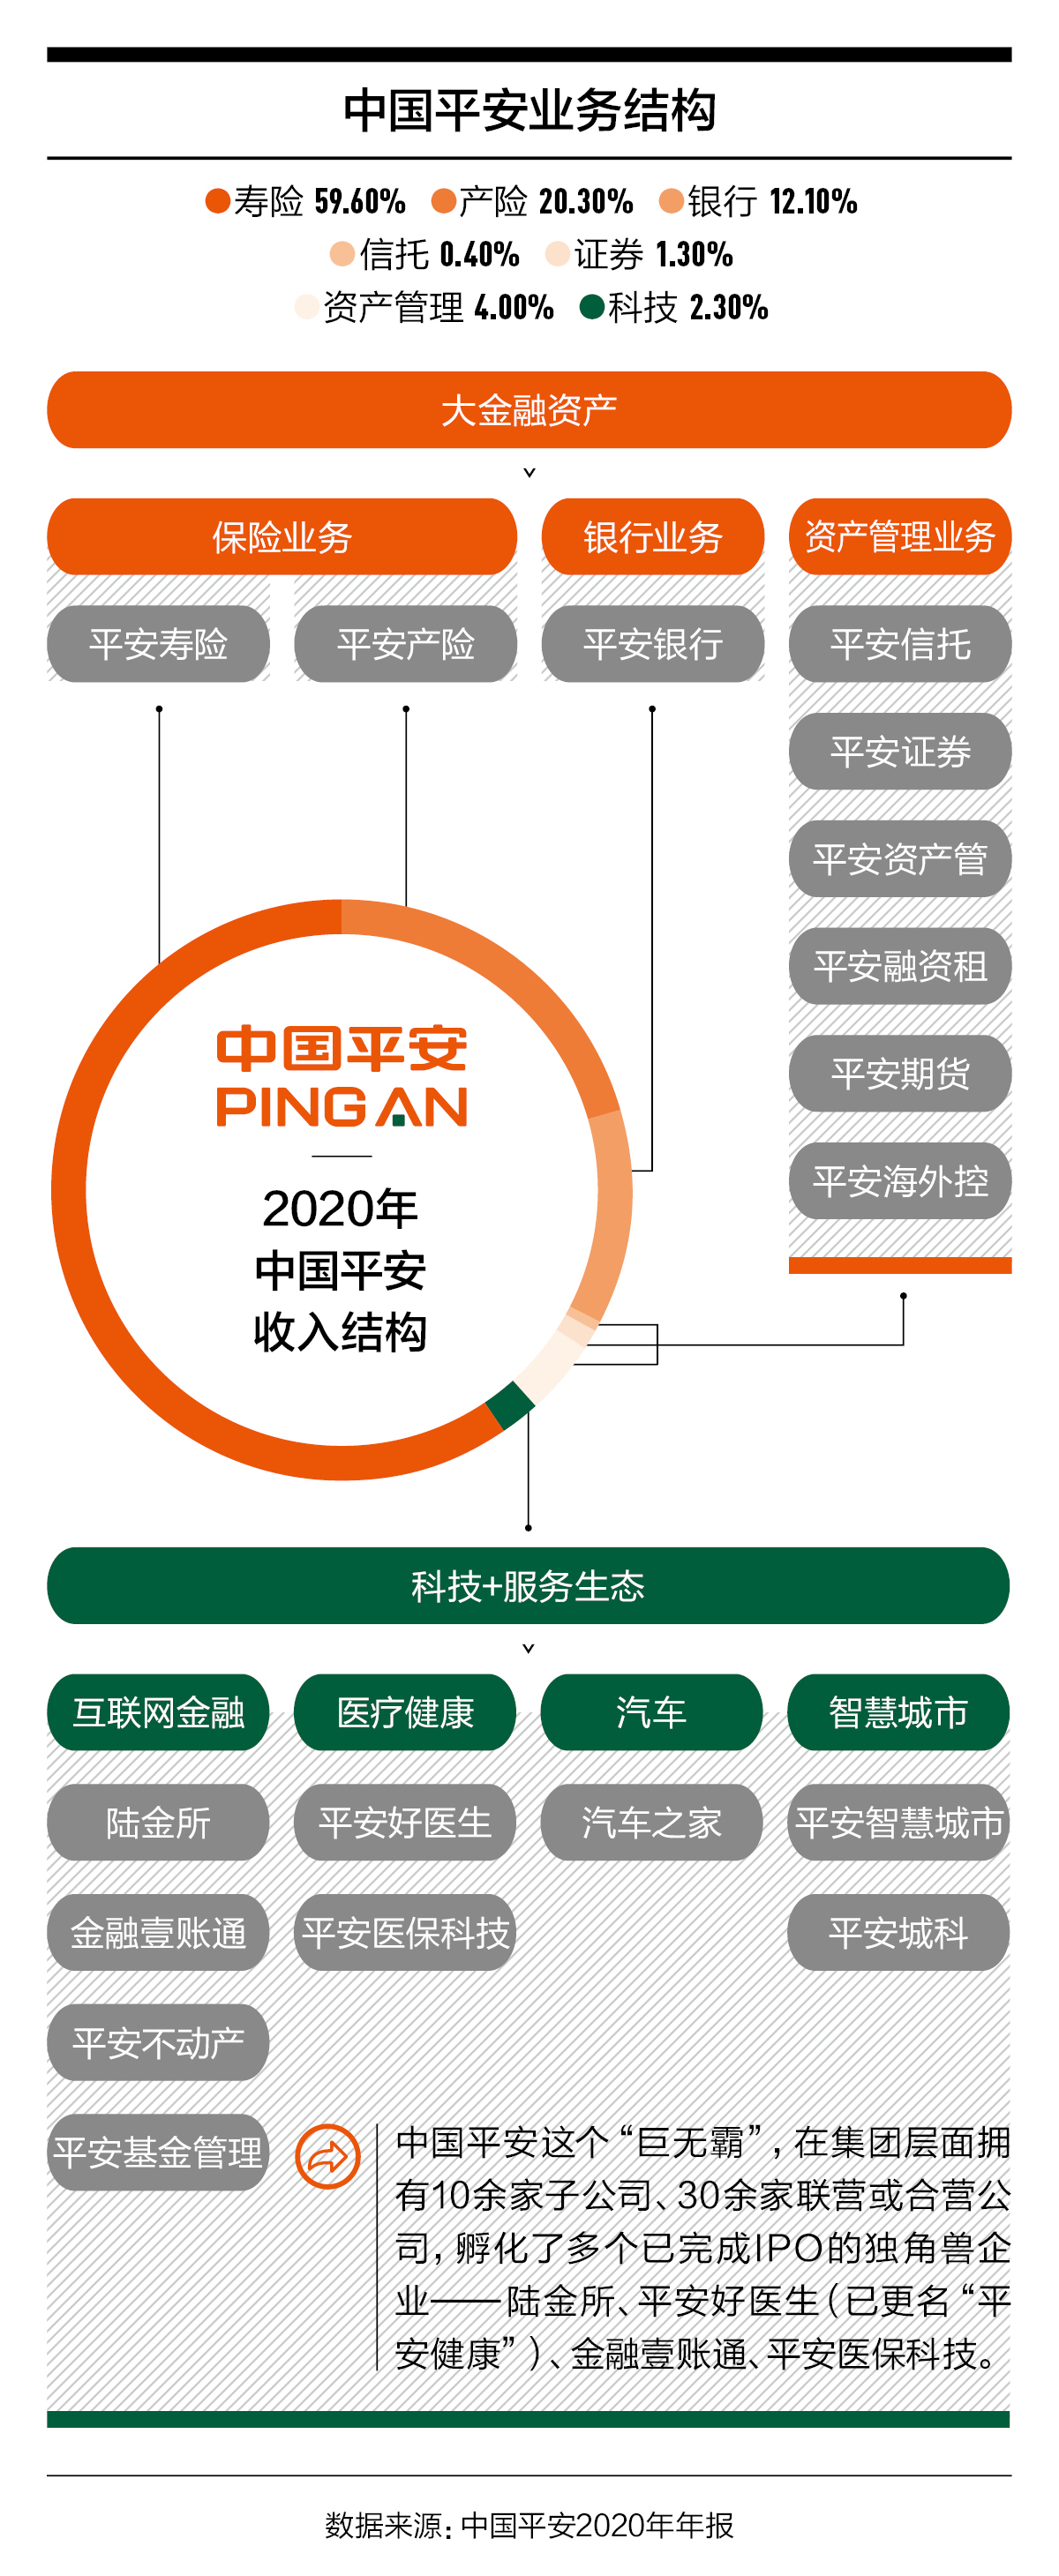 中国平安业务结构
寿险 59.60% 产险 20.30% 银行 12.10%
信托 0.40% 证券 1.30%
资产管理 4.00% 科技 2.30%
大金融资产
保险业务 银行业务 资产管理业务
平安寿险 平安产险 平安银行 平安信托
平安证券
平安资产管
平安融资租
平安期货
平安海外控
中国平安
PING AN
2020年
中国平安
收入结构
科技+服务生态
互联网金融 医疗健康 汽车 智慧城市
陆金所 平安好医生 汽车之家 平安智慧城市
金融壹账通 平安医保科技 平安城科
平安不动产
平安基金管理
中国平安这个“巨无霸”，在集团层面拥
有10余家子公司、30余家联营或合营公
司，孵化了多个已完成IPO的独角兽企
业——陆金所、平安好医生（已更名“平
安健康”）、金融壹账通、平安医保科技。
数据来源：中国平安2020年年报